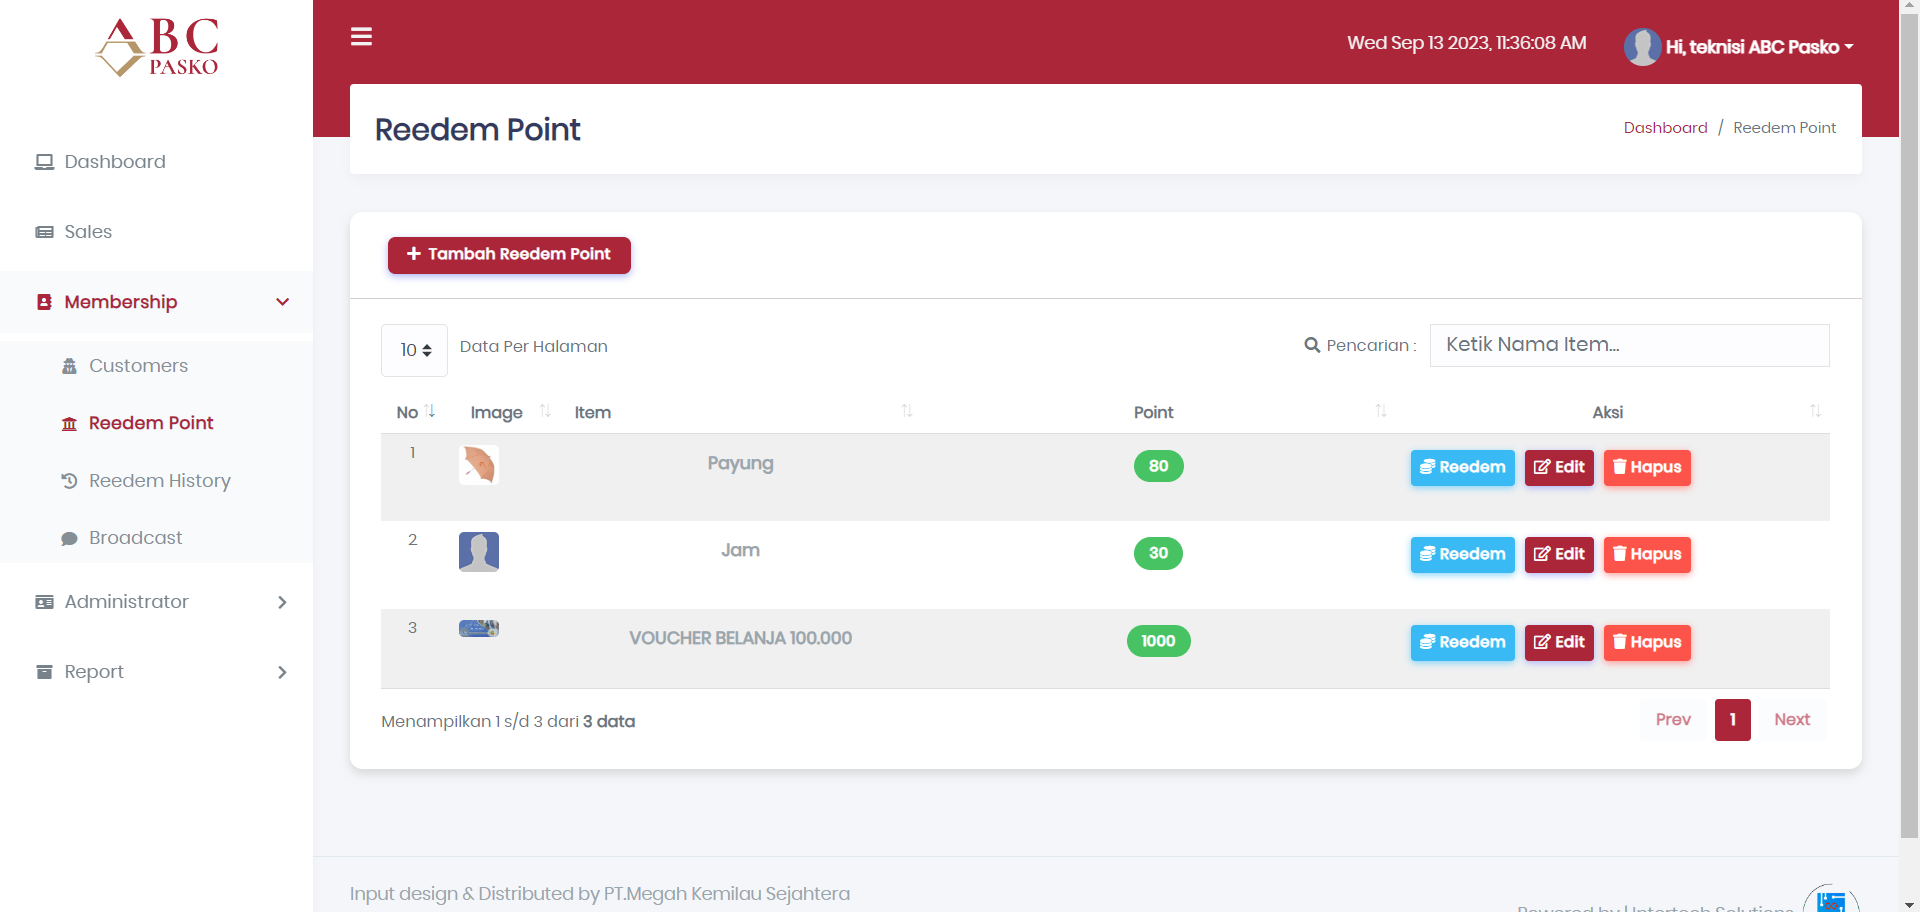 ABC
PASKO
Wed Sep 13 2023, 11:36:08 AM
Hi, teknisi ABC Pasko
Reedem Point
Dashboard / Reedem Point
Dashboard
Sales
Membership
Customers
Reedem Point
Reedem History
Broadcast
Administrator
Report
Tambah Reedem Point
10 Data Per Halaman
Pencarian : Ketik Nama Item...
No Image Item Point Aksi
1 Payung 80 Reedem Edit Hapus
2 Jam 30 Reedem Edit Hapus
3 VOUCHER BELANJA 100.000 1000 Reedem Edit Hapus
Menampilkan 1 s/d 3 dari 3 data
Prev 1 Next
Input design & Distributed by PT.Megah Kemilau Sejahtera
Powered by | Intertech Solutions